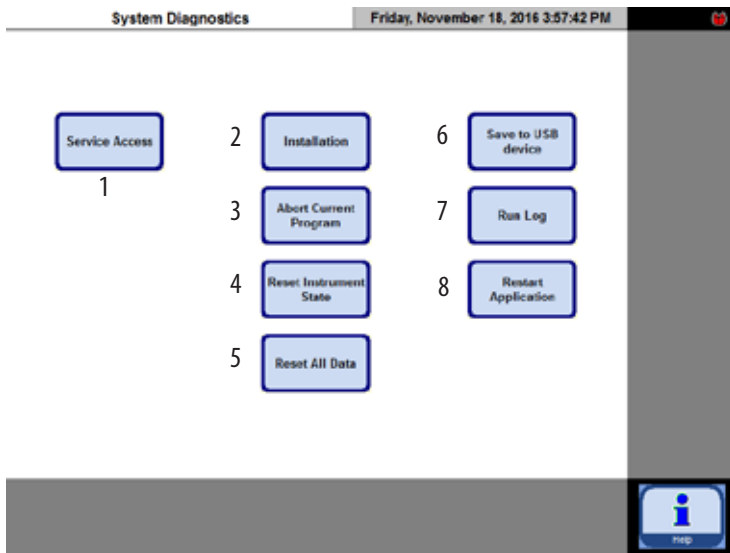 System Diagnostics
Friday, November 18, 2016 3:57:42 PM
Service Access
1
2
Installation
3
Abort Current
Program
4
Reset Instrument
State
5
Reset All Data
6
Save to USB
device
7
Run Log
8
Restart
Application
i
Help